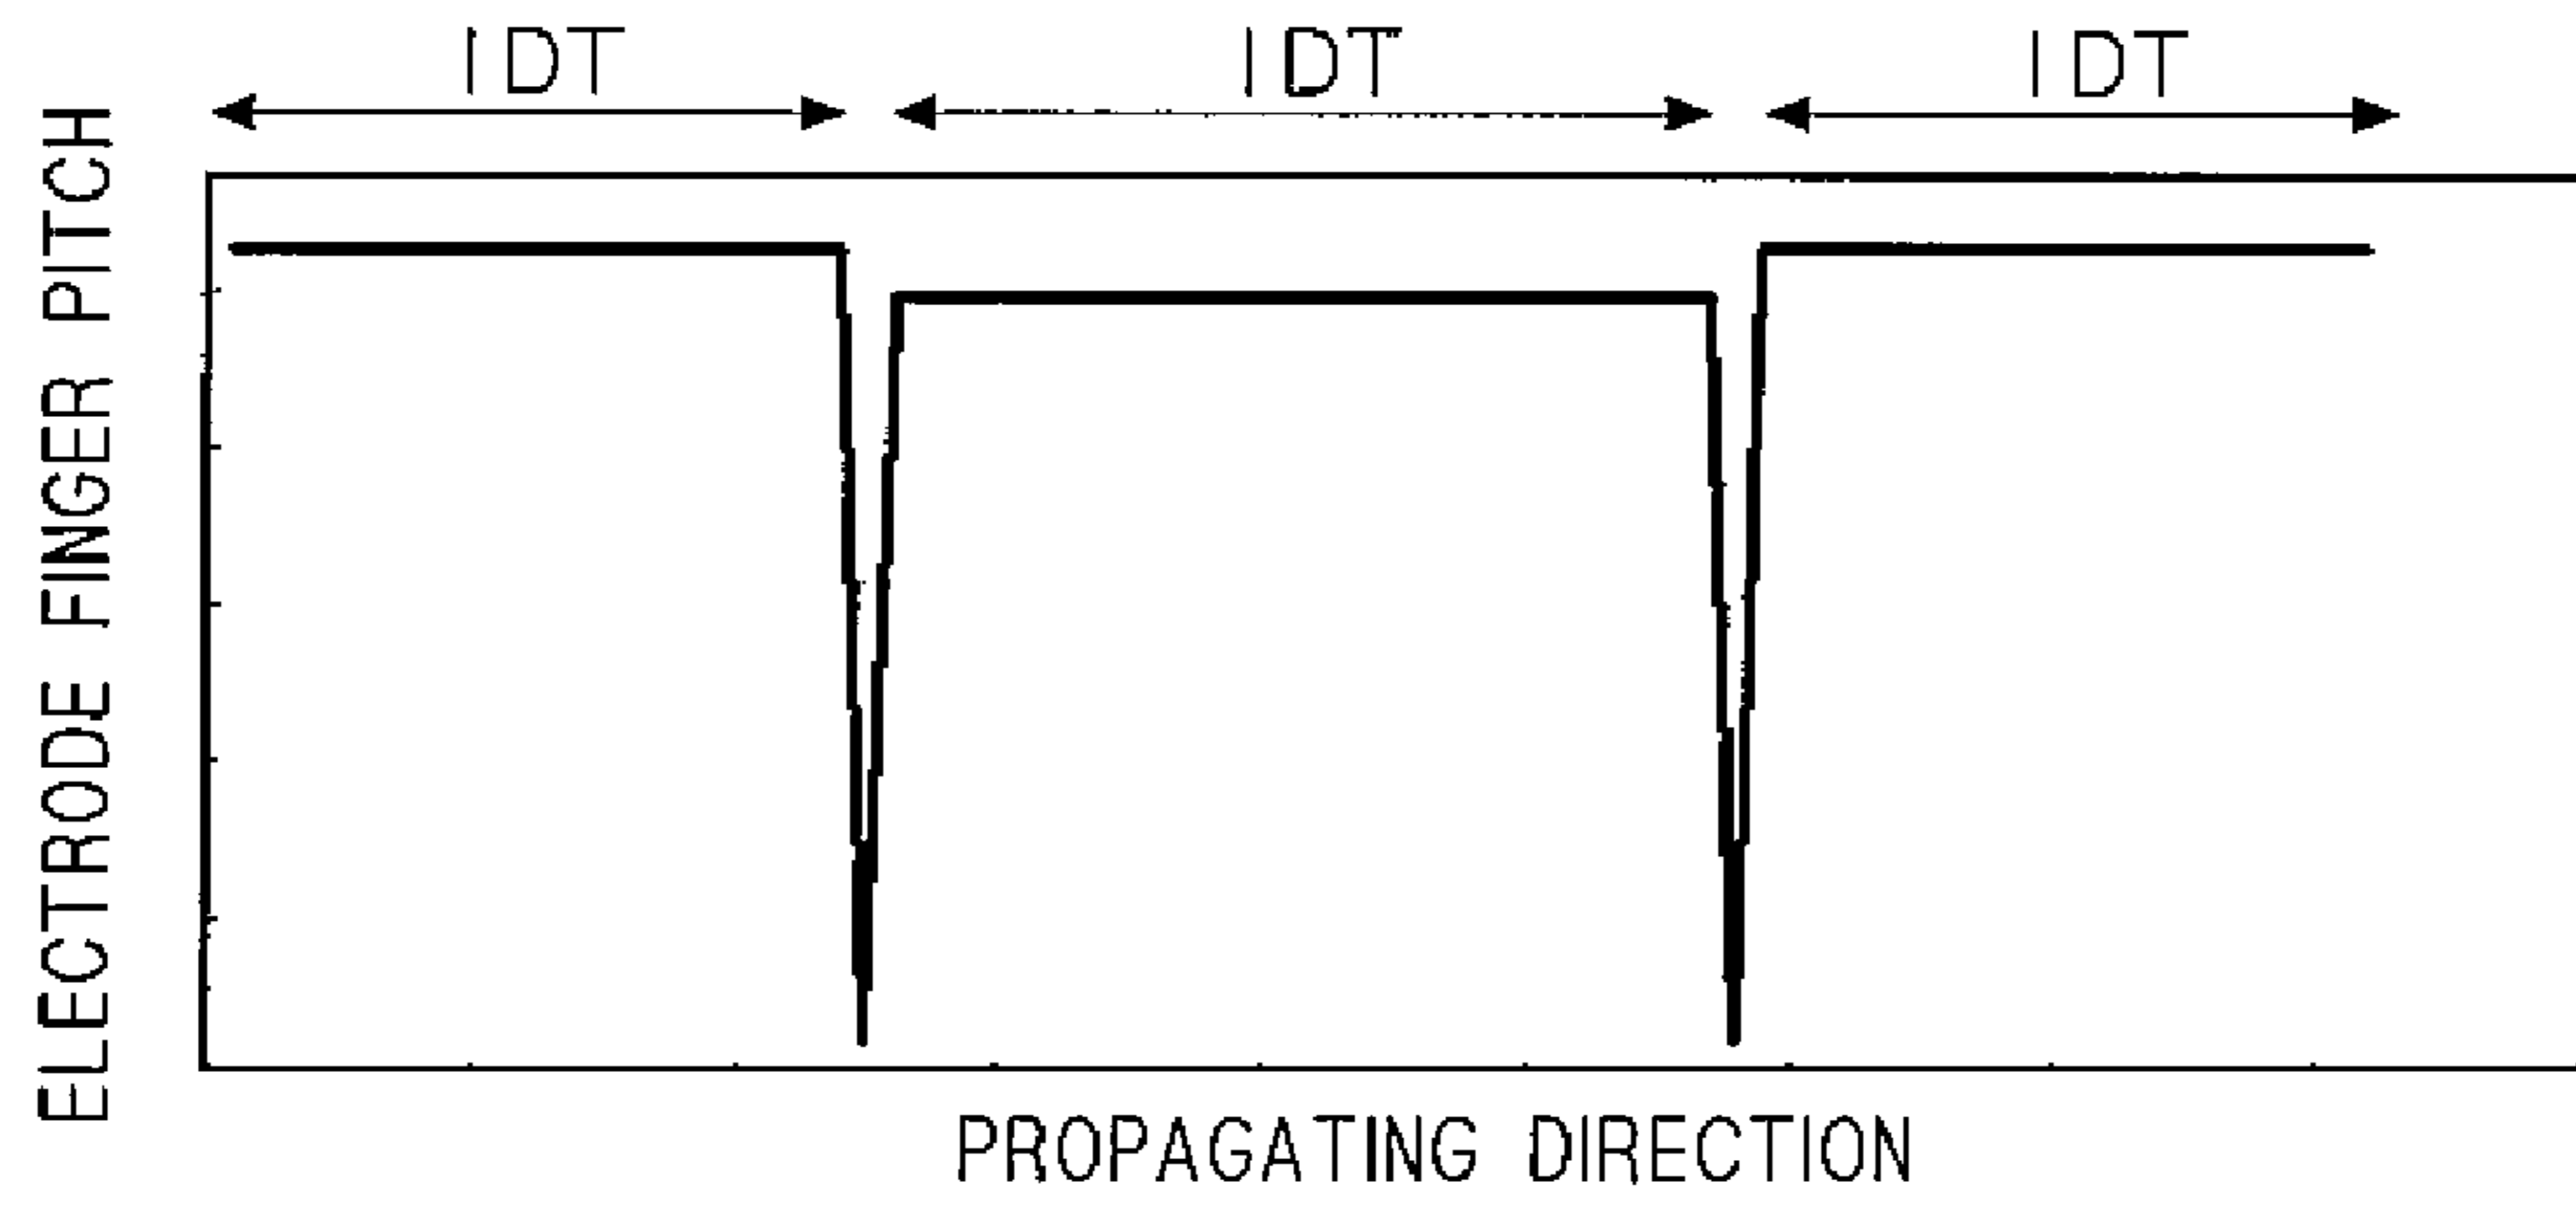 IDT IDT IDT
ELECTRODE FINGER PITCH
PROPAGATING DIRECTION